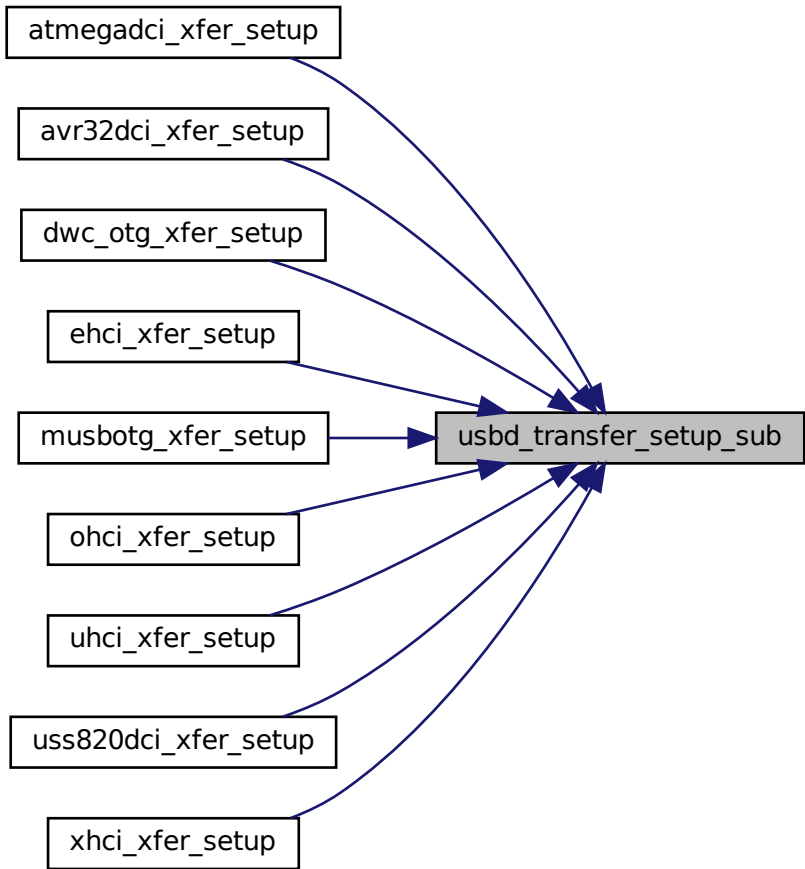 atmegadci_xfer_setup
avr32dci_xfer_setup
dwc_otg_xfer_setup
ehci_xfer_setup
musbotg_xfer_setup
usbd_transfer_setup_sub
ohci_xfer_setup
uhci_xfer_setup
uss820dci_xfer_setup
xhci_xfer_setup